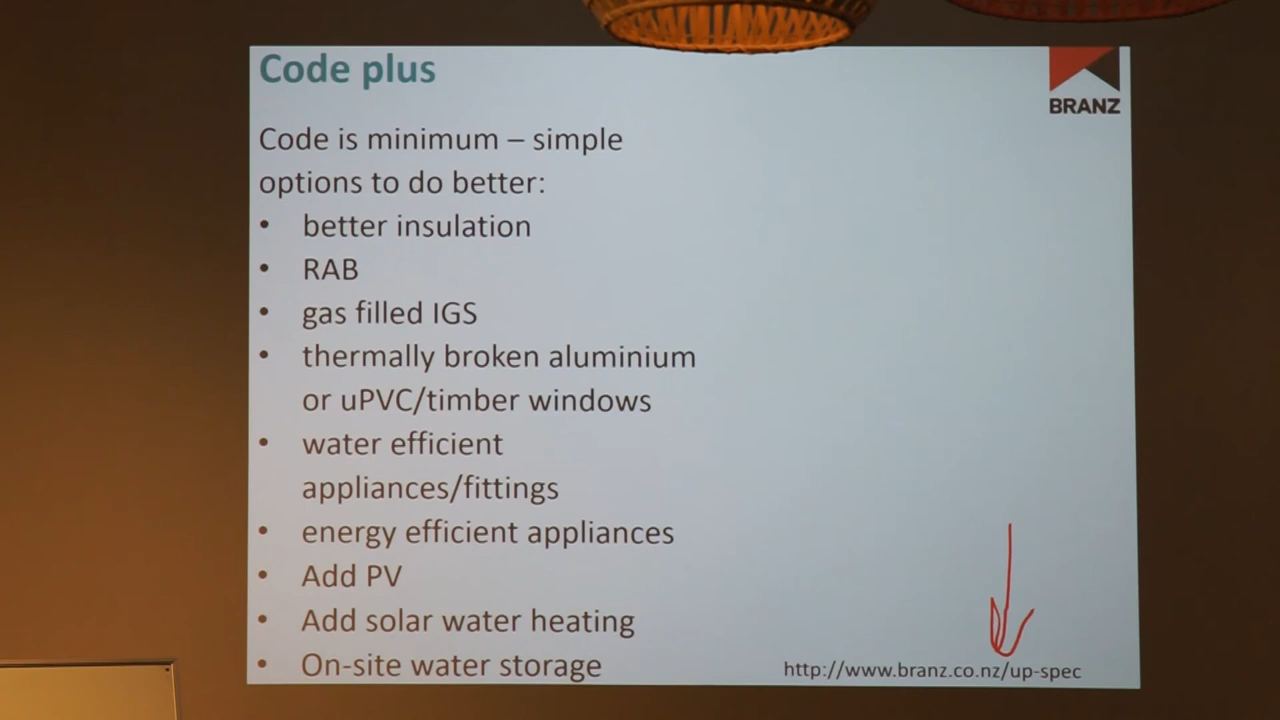 Code plus
BRANZ
Code is minimum – simple
options to do better:
• better insulation
• RAB
• gas filled IGS
• thermally broken aluminium
or uPVC/timber windows
• water efficient
appliances/fittings
• energy efficient appliances
• Add PV
• Add solar water heating
• On-site water storage
http://www.branz.co.nz/up-spec